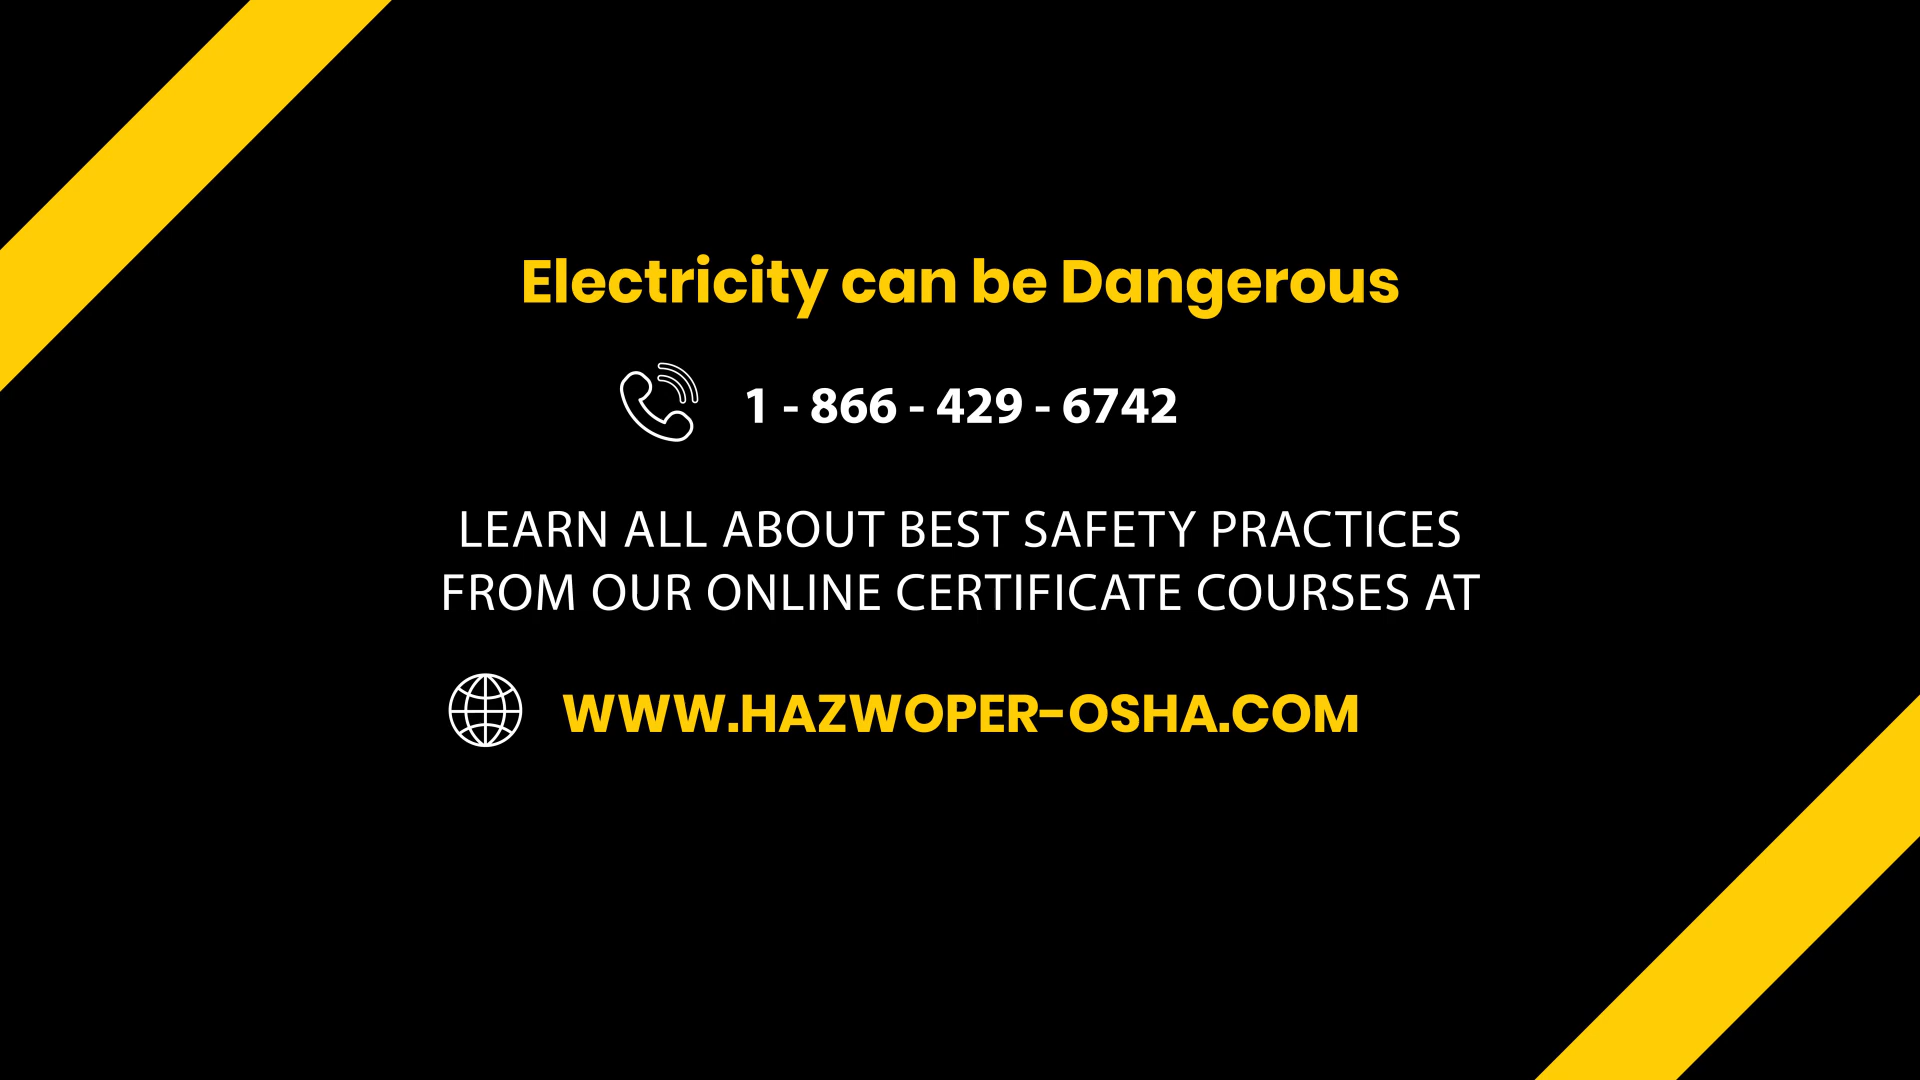 Electricity can be Dangerous
1 - 866 - 429 - 6742
LEARN ALL ABOUT BEST SAFETY PRACTICES
FROM OUR ONLINE CERTIFICATE COURSES AT
WWW.HAZWOPER-OSHA.COM